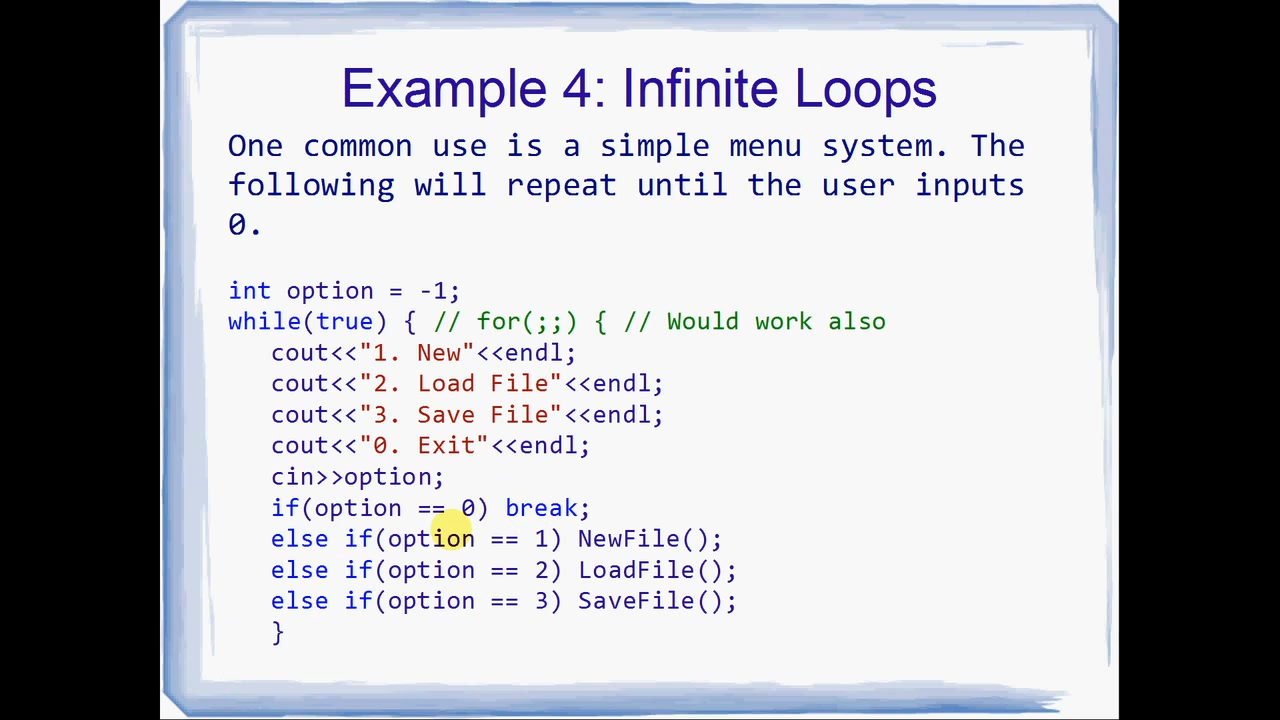 Example 4: Infinite Loops
One common use is a simple menu system. The
following will repeat until the user inputs
0.
int option = -1;
while(true) { // for(;;) { // Would work also
   cout<<"1. New"<<endl;
   cout<<"2. Load File"<<endl;
   cout<<"3. Save File"<<endl;
   cout<<"0. Exit"<<endl;
   cin>>option;
   if(option == 0) break;
   else if(option == 1) NewFile();
   else if(option == 2) LoadFile();
   else if(option == 3) SaveFile();
   }